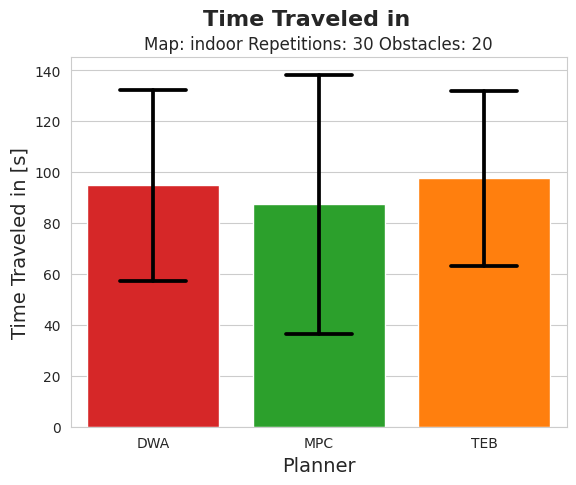 Time Traveled in
Map: indoor Repetitions: 30 Obstacles: 20
Time Traveled in [s]
140
120
100
80
60
40
20
0
DWA MPC TEB
Planner